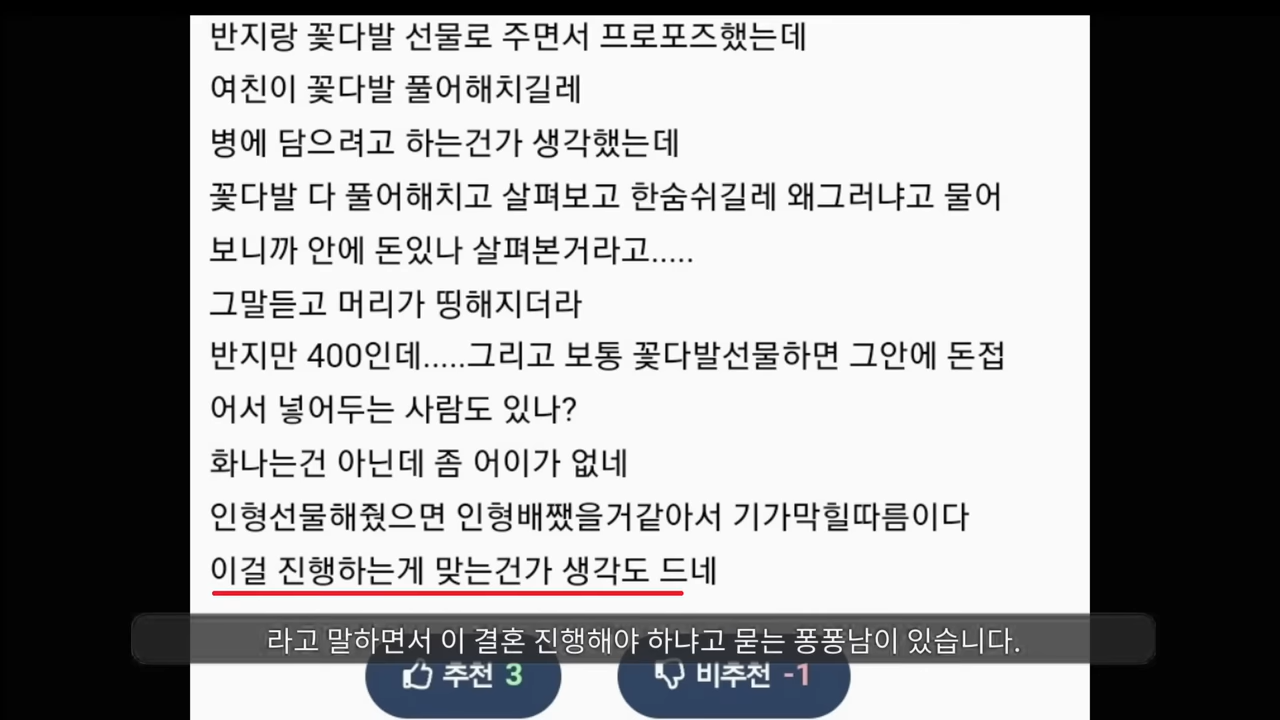 반지랑 꽃다발 선물로 주면서 프로포즈했는데
여친이 꽃다발 풀어해치길레
병에 담으려고 하는건가 생각했는데
꽃다발 다 풀어해치고 살펴보고 한숨쉬길레 왜그러냐고 물어
보니까 안에 돈있나 살펴본거라고.....
그말듣고 머리가 띵해지더라
반지만 400인데.....그리고 보통 꽃다발선물하면 그안에 돈접
어서 넣어두는 사람도 있나?
화나는건 아닌데 좀 어이가 없네
인형선물해줬으면 인형배쨌을거같아서 기가막힐따름이다
이걸 진행하는게 맞는건가 생각도 드네
라고 말하면서 이 결혼 진행해야 하냐고 묻는 퐁퐁남이 있습니다.
추천 3 비추천 -1